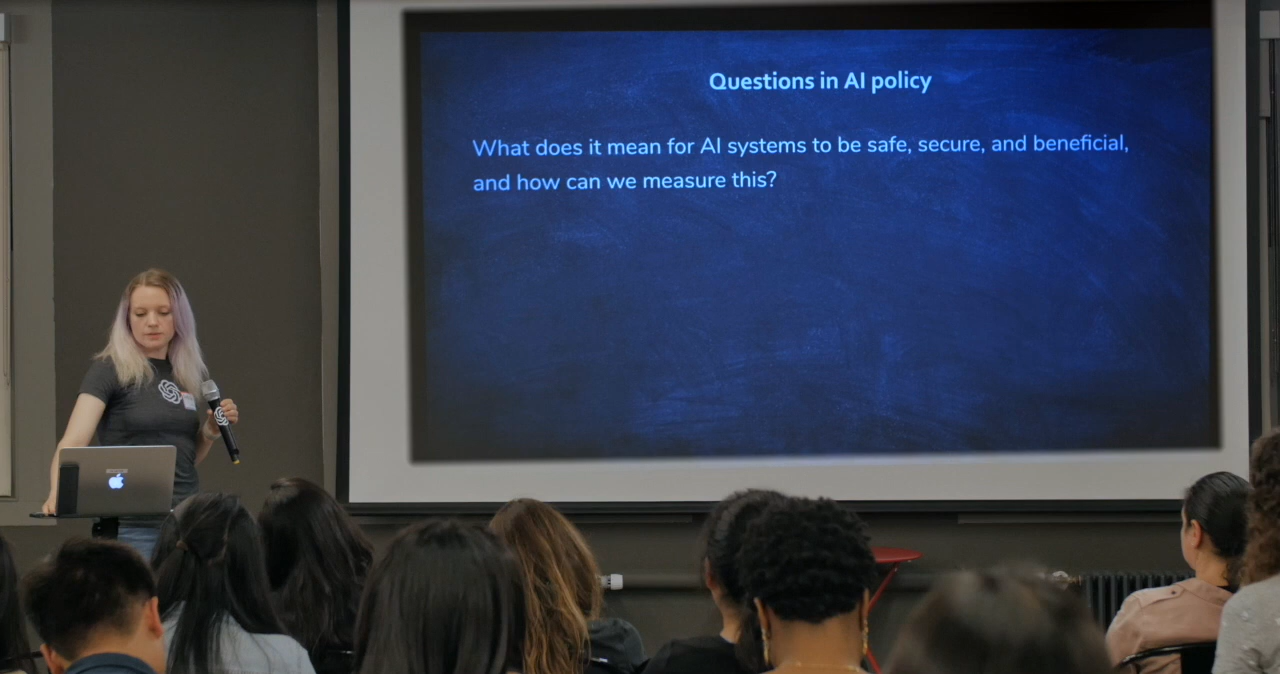 Questions in AI policy
What does it mean for AI systems to be safe, secure, and beneficial,
and how can we measure this?